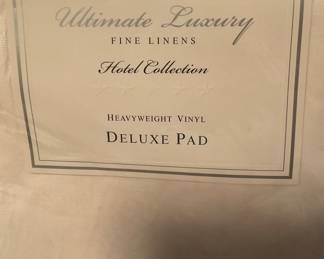 Ultimate Luxury
FINE LINENS
Hotel Collection
HEAVYWEIGHT VINYL
DELUXE PAD